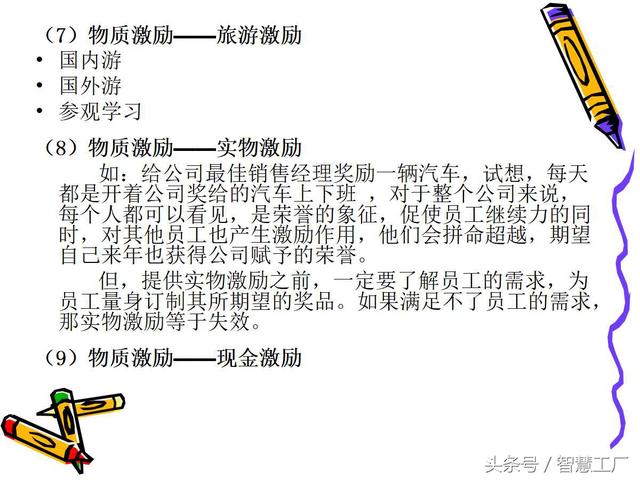 （7）物质激励——旅游激励
• 国内游
• 国外游
• 参观学习
（8）物质激励——实物激励
如：给公司最佳销售经理奖励一辆汽车，试想，每天
都是开着公司奖给的汽车上下班 ，对于整个公司来说，
每个人都可以看见，是荣誉的象征，促使员工继续力的同
时，对其他员工也产生激励作用，他们会拼命超越，期望
自己来年也获得公司赋予的荣誉。
但，提供实物激励之前，一定要了解员工的需求，为
员工量身订制其所期望的奖品。如果满足不了员工的需求，
那实物激励等于失效。
（9）物质激励——现金激励
头条号／智慧工厂